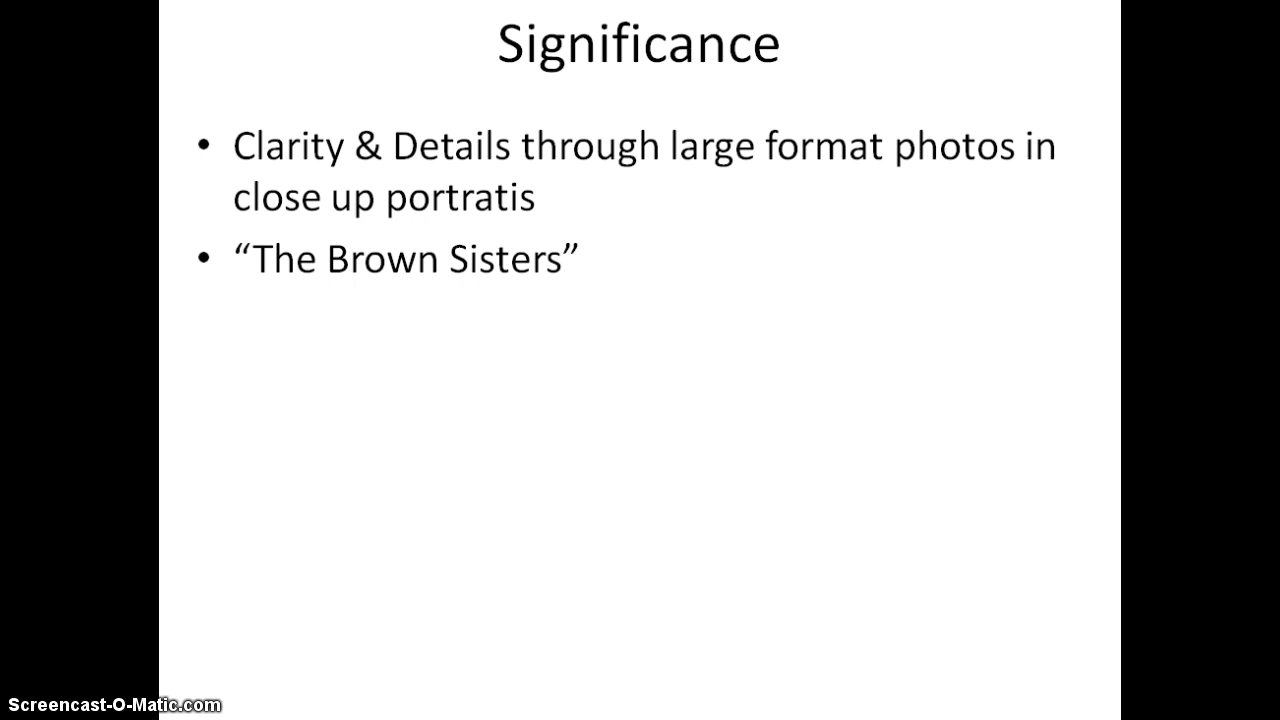 Significance
• Clarity & Details through large format photos in
close up portratis
• “The Brown Sisters”
Screencast-O-Matic.com